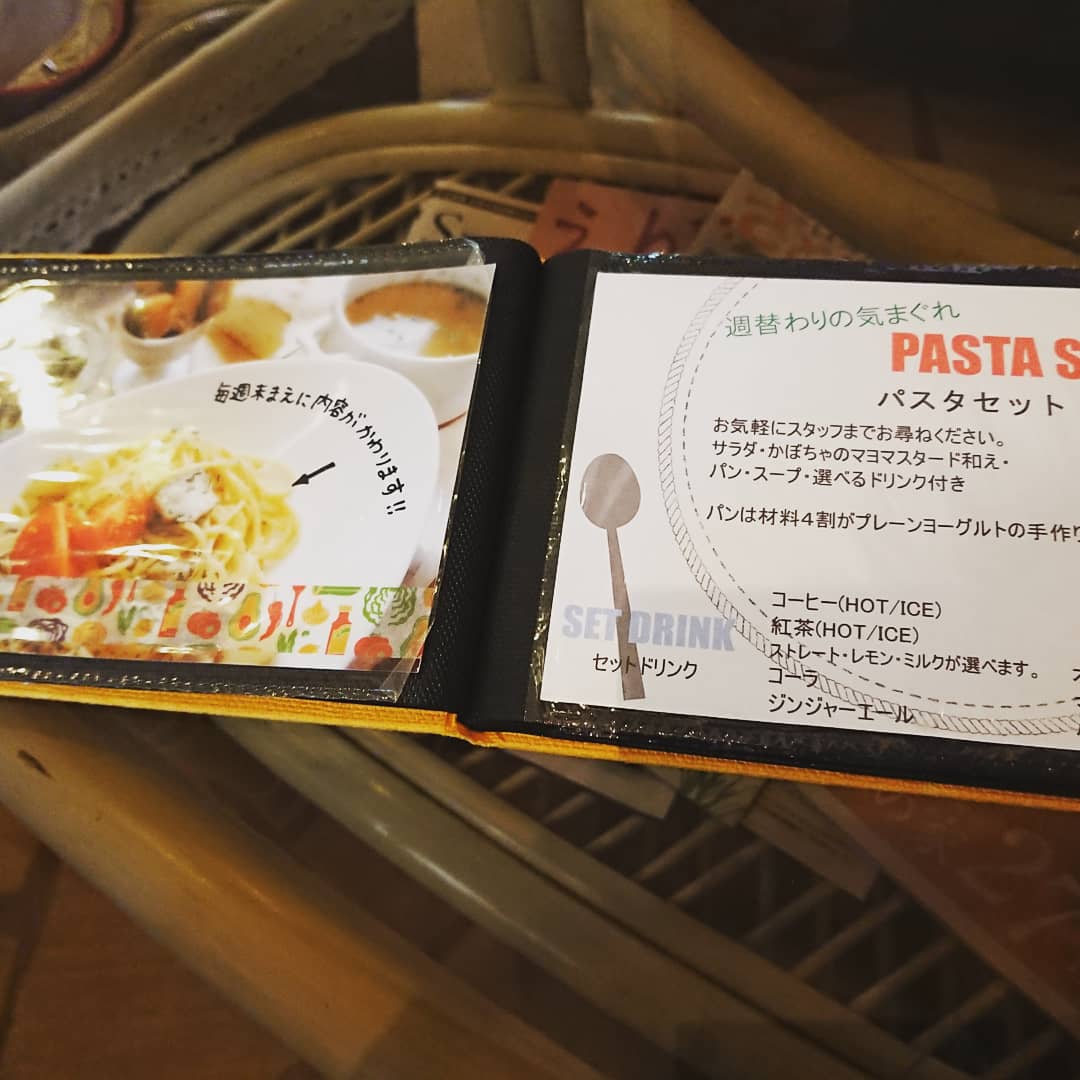 毎週末まえに内容がかわります!!
週替わりの気まぐれ
PASTA S
パスタセット
お気軽にスタッフまでお尋ねください。
サラダ・かぼちゃのマヨマスタード和え・
パン・スープ・選べるドリンク付き
パンは材料4割がプレーンヨーグルトの手作り
SET DRINK
セットドリンク
コーヒー(HOT/ICE)
紅茶(HOT/ICE)
ストレート・レモン・ミルクが選べます。
コーラ
ジンジャーエール